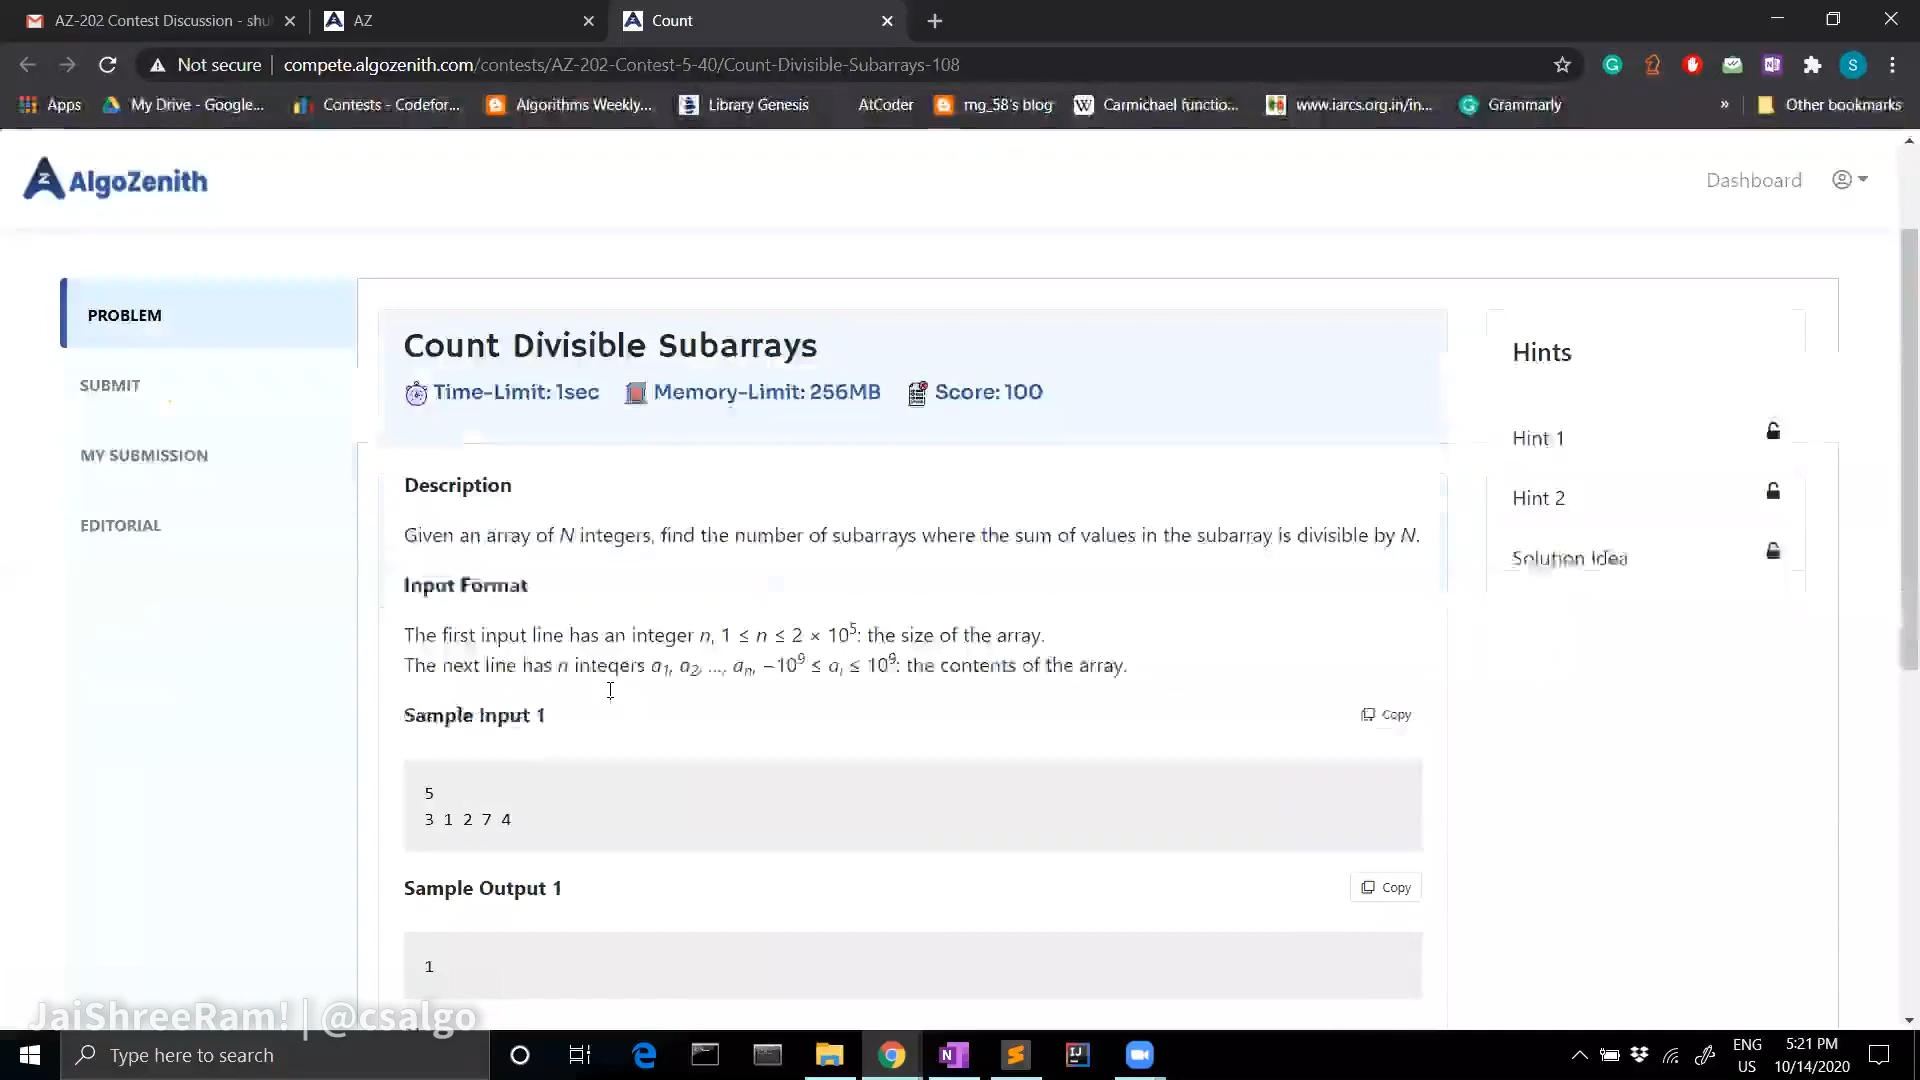 AZ-202 Contest Discussion - shu
AZ
Count
Not secure | compete.algozenith.com/contests/AZ-202-Contest-5-40/Count-Divisible-Subarrays-108
Apps My Drive - Google... Contests - Codefor... Algorithms Weekly... Library Genesis AtCoder mg_58's blog Carmichael functio... www.iarcs.org.in/in... Grammarly » Other bookmarks
AlgoZenith
Dashboard
PROBLEM
SUBMIT
MY SUBMISSION
EDITORIAL
Count Divisible Subarrays
Time-Limit: 1sec Memory-Limit: 256MB Score: 100
Description
Given an array of N integers, find the number of subarrays where the sum of values in the subarray is divisible by N.
Input Format
The first input line has an integer n, 1 ≤ n ≤ 2 × 10⁵: the size of the array.
The next line has n integers a₁, a₂, ..., aₙ, −10⁹ ≤ aᵢ ≤ 10⁹: the contents of the array.
Sample Input 1
Copy
5
3 1 2 7 4
Sample Output 1
Copy
1
Hints
Hint 1
Hint 2
Solution Idea
JaiShreeRam! | @csalgo
Type here to search
ENG
US
5:21 PM
10/14/2020